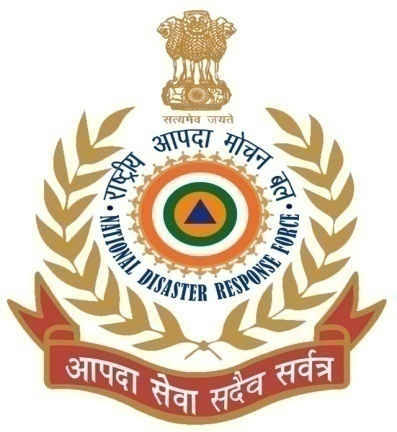 सत्यमेव जयते
राष्ट्रीय आपदा मोचन बल
NATIONAL DISASTER RESPONSE FORCE
आपदा सेवा सदैव सर्वत्र